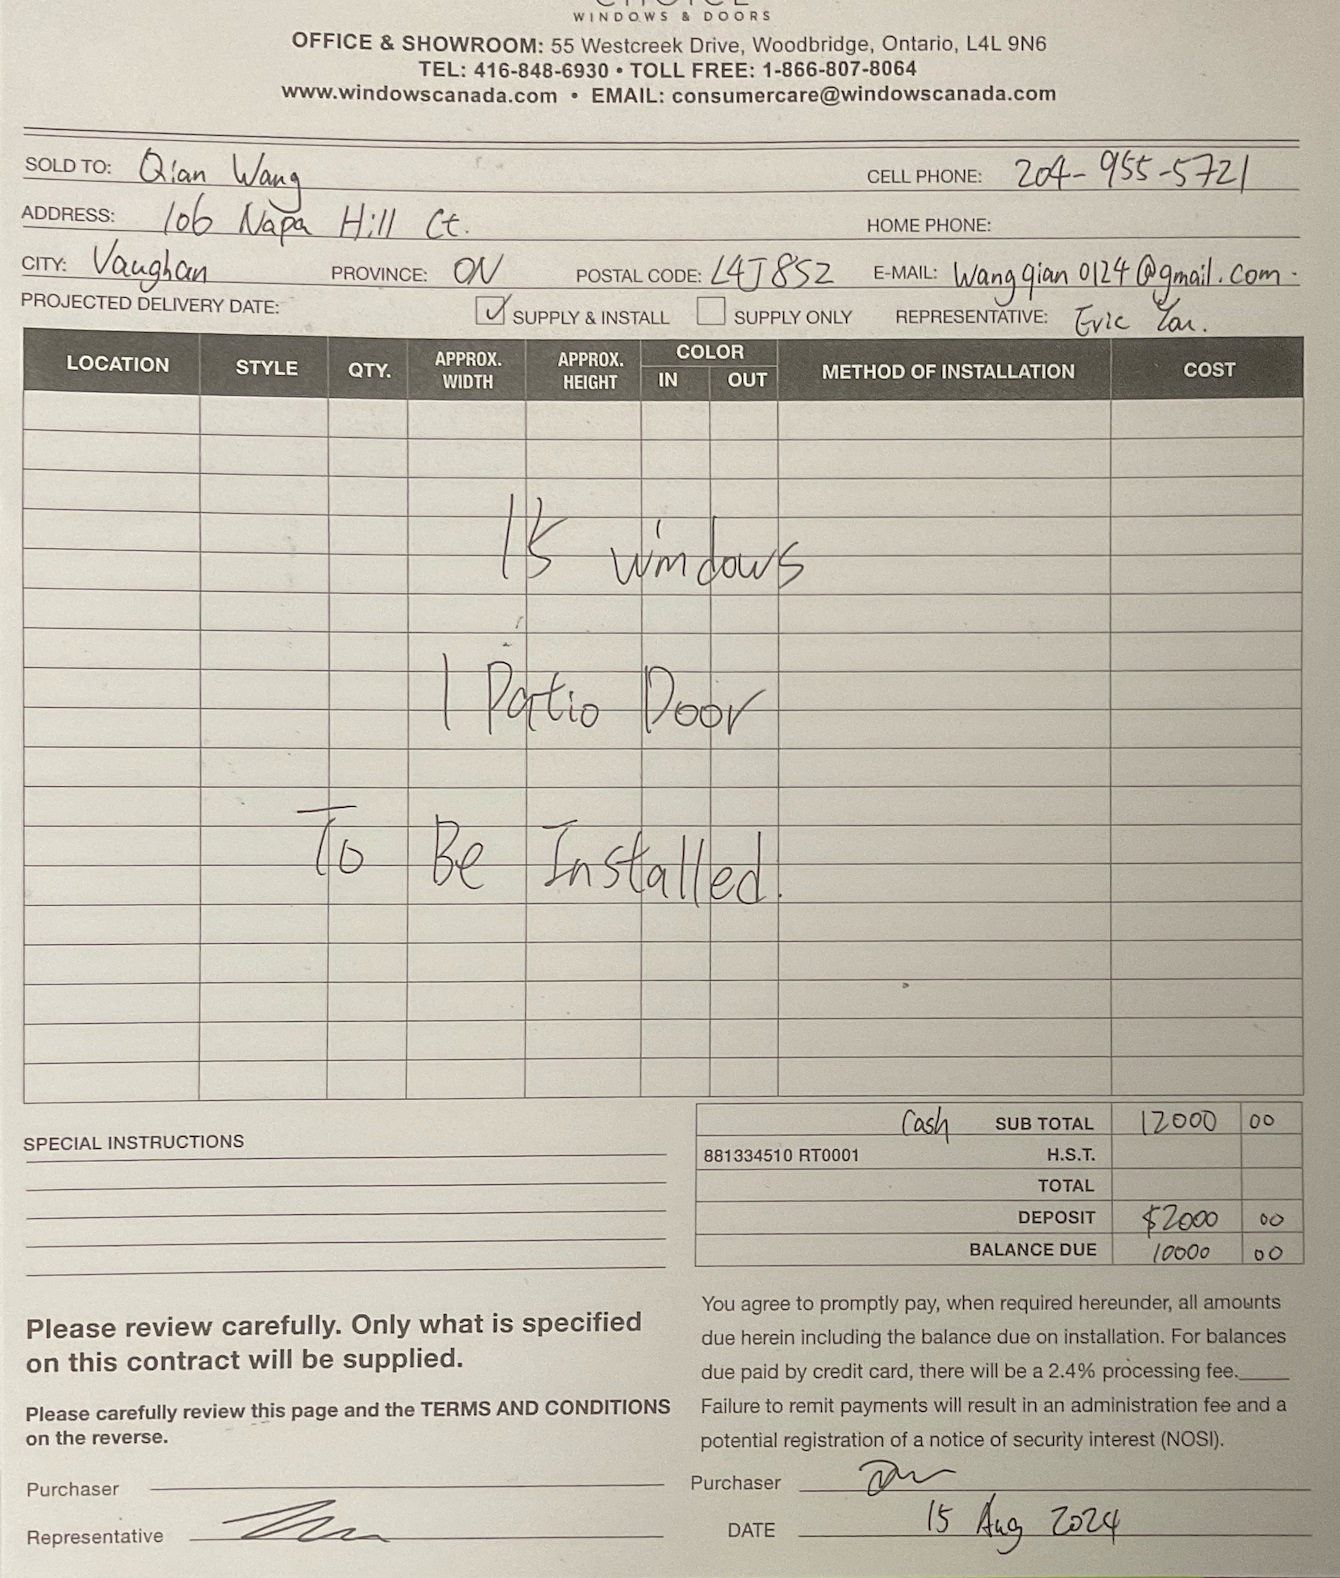 WINDOWS & DOORS
OFFICE & SHOWROOM: 55 Westcreek Drive, Woodbridge, Ontario, L4L 9N6
TEL: 416-848-6930 • TOLL FREE: 1-866-807-8064
www.windowscanada.com • EMAIL: consumercare@windowscanada.com
SOLD TO: Qian Wang CELL PHONE: 204-955-5721
ADDRESS: 106 Napa Hill Ct. HOME PHONE:
CITY: Vaughan PROVINCE: ON POSTAL CODE: L4J8S2 E-MAIL: Wangqian0124@gmail.com
PROJECTED DELIVERY DATE: SUPPLY & INSTALL SUPPLY ONLY REPRESENTATIVE: Eric
LOCATION STYLE QTY. APPROX. WIDTH APPROX. HEIGHT COLOR IN OUT METHOD OF INSTALLATION COST
15 windows
1 Patio Door
To Be Installed.
Cash SUB TOTAL 12000 00
881334510 RT0001 H.S.T.
TOTAL
DEPOSIT $2000 00
BALANCE DUE 10000 00
SPECIAL INSTRUCTIONS
Please review carefully. Only what is specified
on this contract will be supplied.
Please carefully review this page and the TERMS AND CONDITIONS
on the reverse.
Purchaser
Representative
You agree to promptly pay, when required hereunder, all amounts
due herein including the balance due on installation. For balances
due paid by credit card, there will be a 2.4% processing fee.
Failure to remit payments will result in an administration fee and a
potential registration of a notice of security interest (NOSI).
Purchaser
DATE 15 Aug 2024